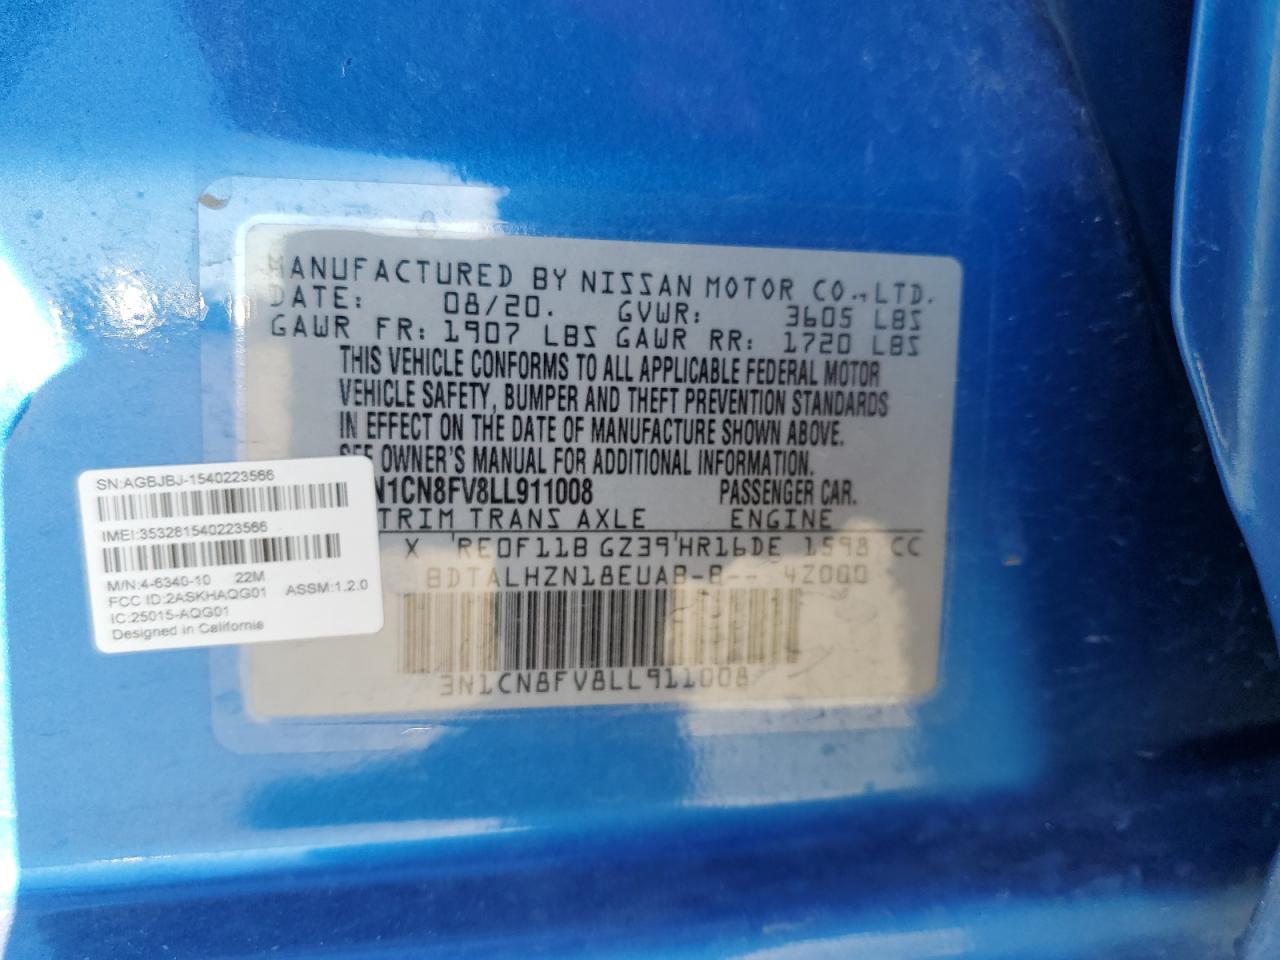 MANUFACTURED BY NISSAN MOTOR CO., LTD.
DATE: 08/20. GVWR: 3605 LBS
GAWR FR: 1907 LBS GAWR RR: 1720 LBS
THIS VEHICLE CONFORMS TO ALL APPLICABLE FEDERAL MOTOR
VEHICLE SAFETY, BUMPER AND THEFT PREVENTION STANDARDS
IN EFFECT ON THE DATE OF MANUFACTURE SHOWN ABOVE.
SEE OWNER'S MANUAL FOR ADDITIONAL INFORMATION.
N1CN8FV8LL911008 PASSENGER CAR.
TRIM TRANS AXLE ENGINE
X RE0F11B GZ39 HR16DE 1598 CC
BDTALHZN18EUAB-B-- 4Z000
3N1CN8FV8LL911008
SN:AGBJBJ-1540223566
IMEI:353281540223566
M/N:4-6340-10 22M
FCC ID:2ASKHAQG01 ASSM:1.2.0
IC:25015-AQG01
Designed in California